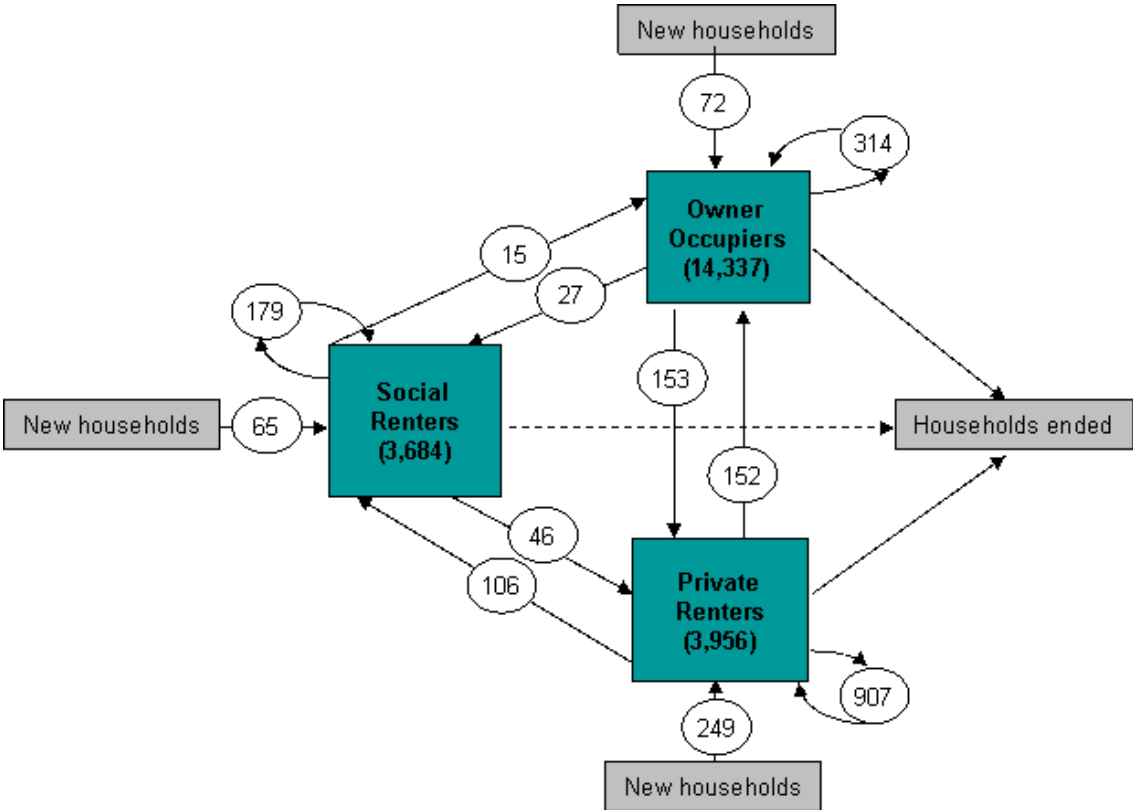 New households
72
314
Owner
Occupiers
(14,337)
15
27
179
153
Social
Renters
(3,684)
New households
65
Households ended
152
46
106
Private
Renters
(3,956)
907
249
New households